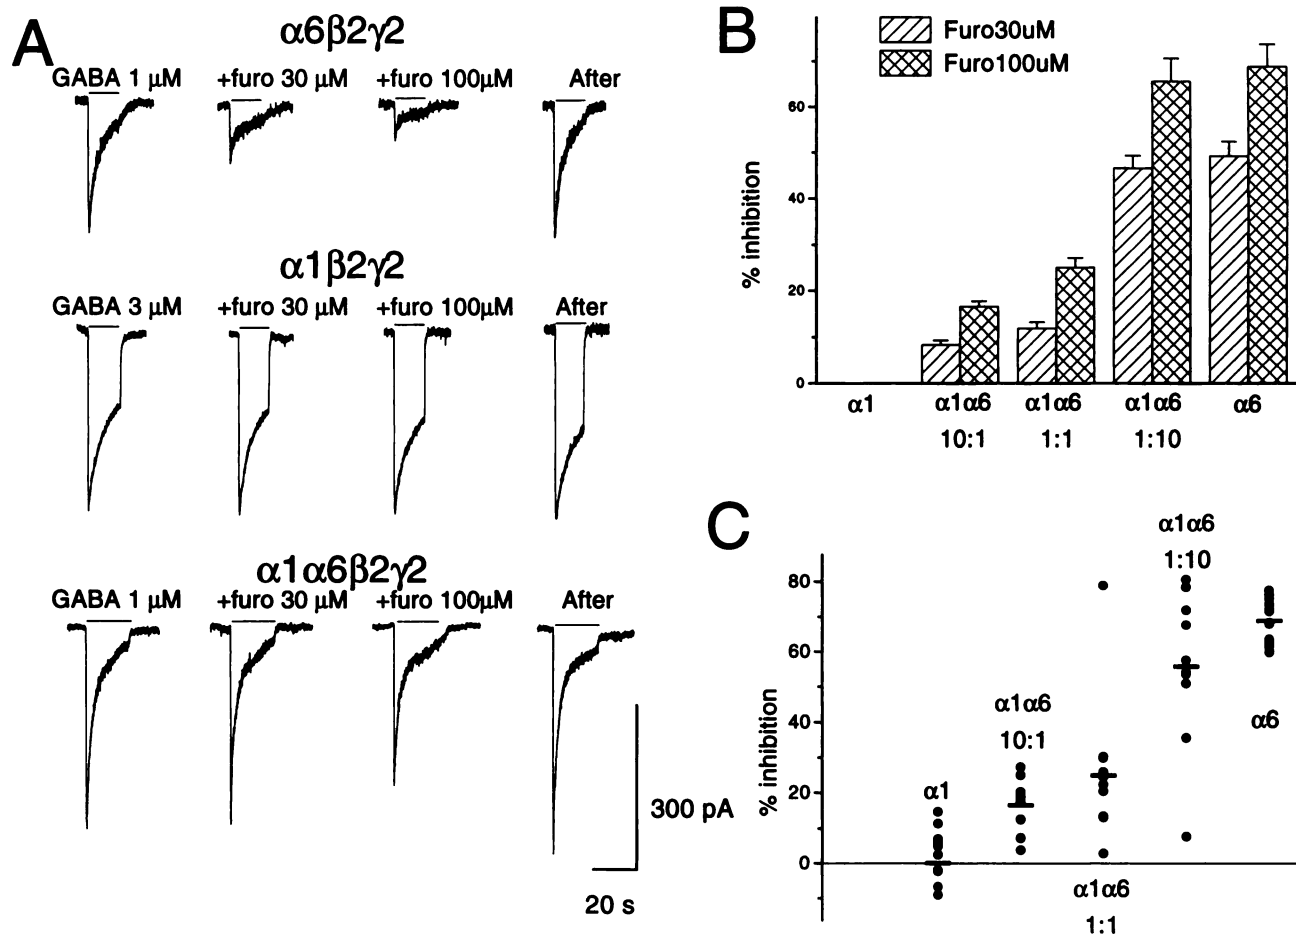 A
α6β2γ2
GABA 1 μM +furo 30 μM +furo 100μM After
α1β2γ2
GABA 3 μM +furo 30 μM +furo 100μM After
α1α6β2γ2
GABA 1 μM +furo 30 μM +furo 100μM After
300 pA
20 s
B
Furo30uM
Furo100uM
% inhibition
60
40
20
0
α1 α1α6 α1α6 α1α6 α6
10:1 1:1 1:10
C
% inhibition
80
60
40
20
0
α1
α1α6
10:1
α1α6
1:1
α1α6
1:10
α6